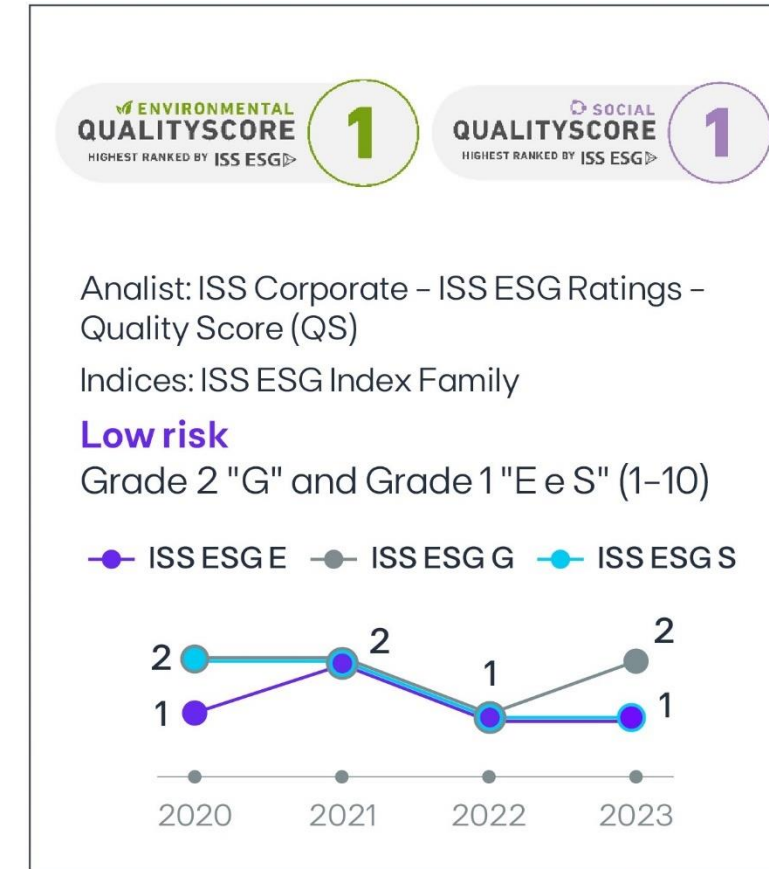 ENVIRONMENTAL
QUALITYSCORE
HIGHEST RANKED BY ISS ESG
1
SOCIAL
QUALITYSCORE
HIGHEST RANKED BY ISS ESG
1
Analist: ISS Corporate – ISS ESG Ratings –
Quality Score (QS)
Indices: ISS ESG Index Family
Low risk
Grade 2 "G" and Grade 1 "E e S" (1–10)
ISS ESG E ISS ESG G ISS ESG S
2 2 1 2
1 1
2020 2021 2022 2023